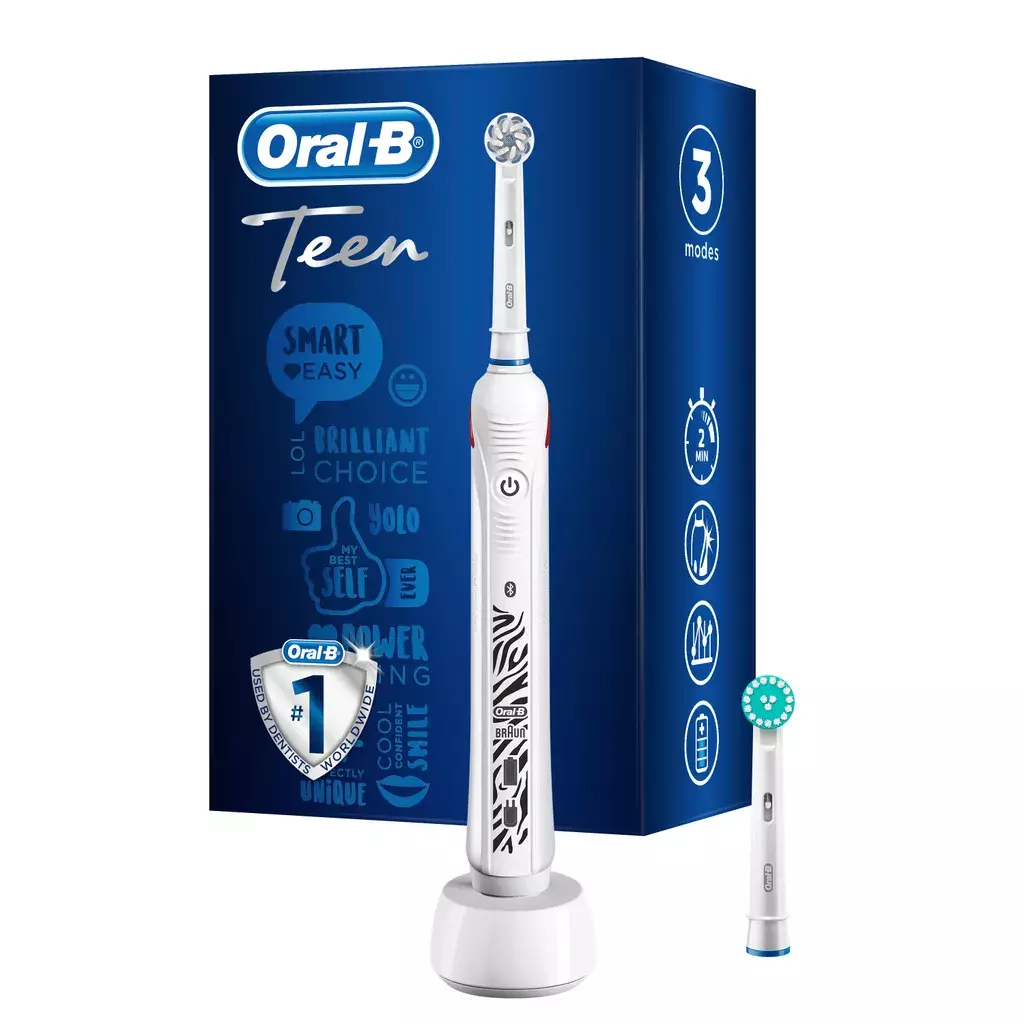 Oral-B®
Teen
SMART
EASY
LOL
BRILLIANT
CHOICE
YOLO
MY
BEST
SELF
EVER
POWER
Oral-B
#1
USED BY DENTISTS
WORLDWIDE
COOL
CONFIDENT
SMILE
UNIQUE
Oral-B
Oral-B
BRAUN
3
modes
2
MIN
Oral-B